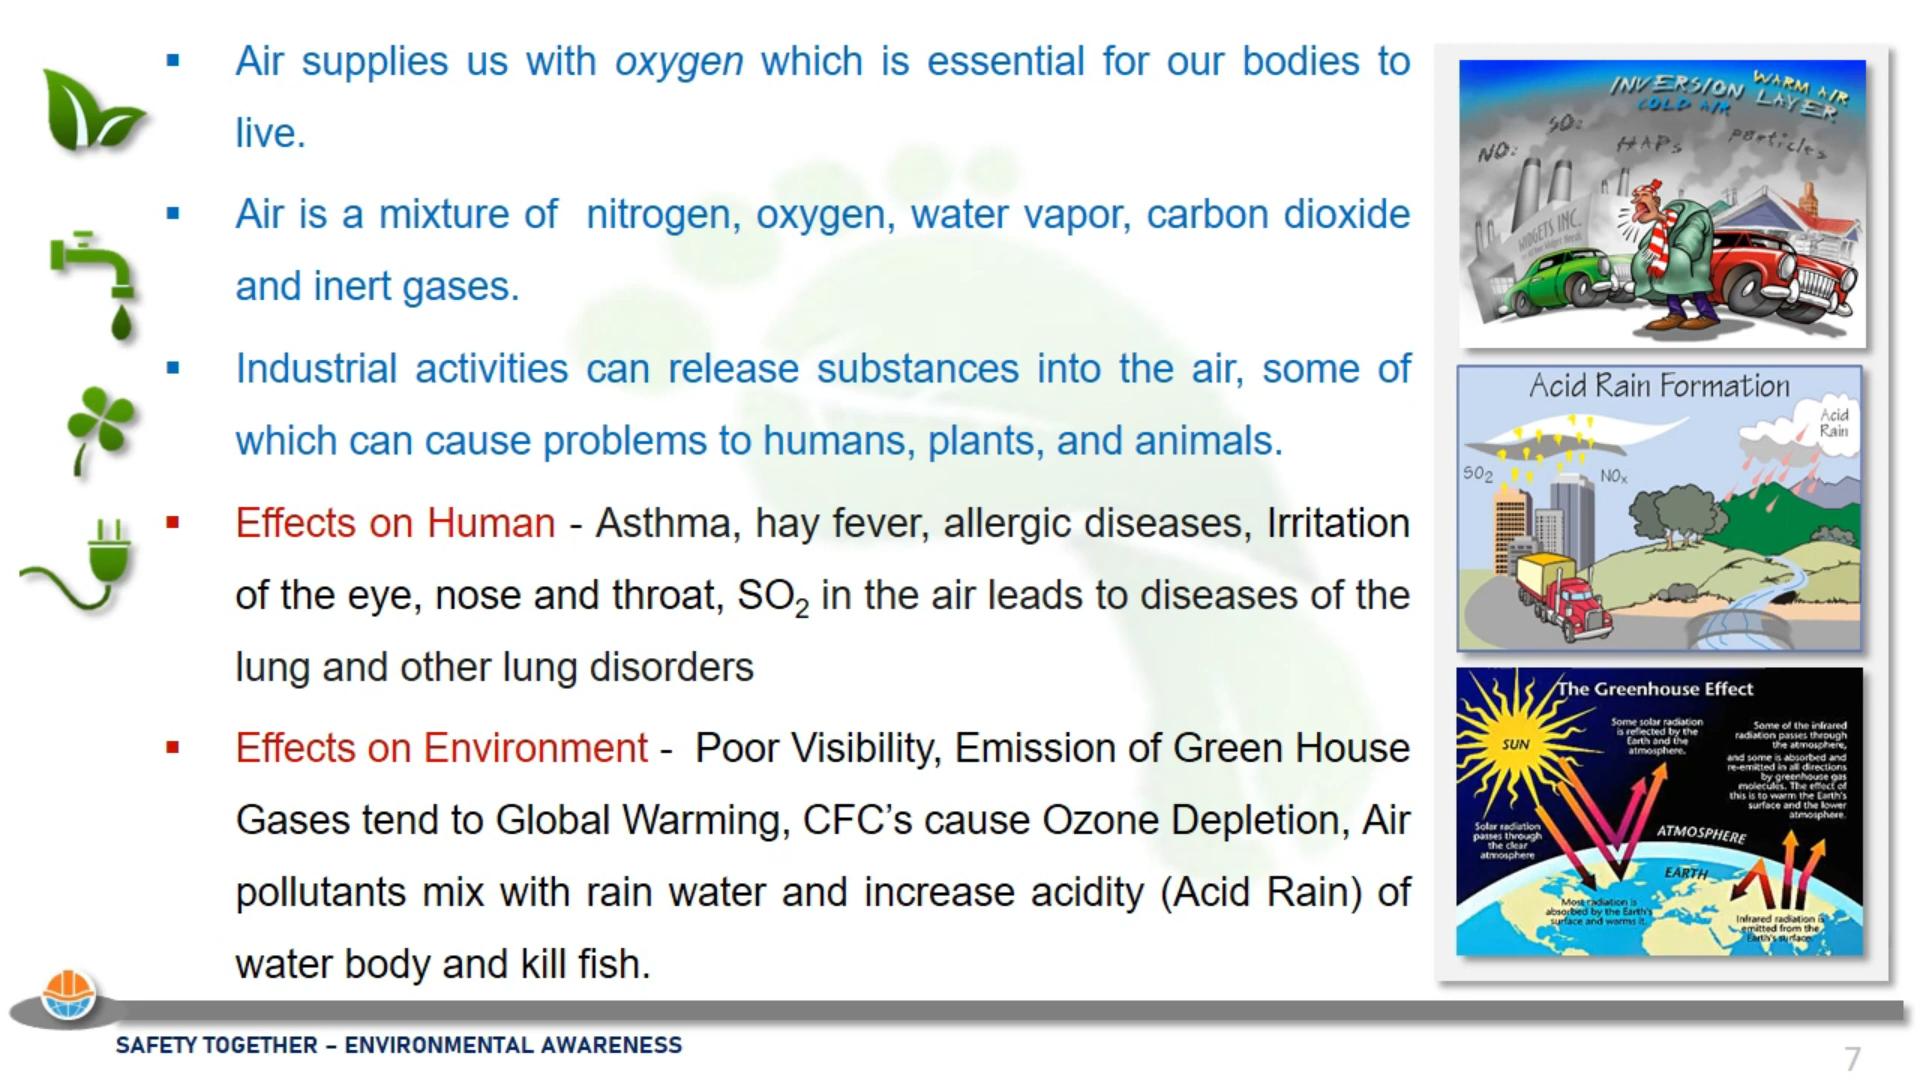 Air supplies us with oxygen which is essential for our bodies to
live.
Air is a mixture of nitrogen, oxygen, water vapor, carbon dioxide
and inert gases.
Industrial activities can release substances into the air, some of
which can cause problems to humans, plants, and animals.
Effects on Human - Asthma, hay fever, allergic diseases, Irritation
of the eye, nose and throat, SO₂ in the air leads to diseases of the
lung and other lung disorders
Effects on Environment - Poor Visibility, Emission of Green House
Gases tend to Global Warming, CFC's cause Ozone Depletion, Air
pollutants mix with rain water and increase acidity (Acid Rain) of
water body and kill fish.
WARM AIR
INVERSION LAYER
COLD AIR
SO₂
NO₂
HAPs
particles
WIDGETS INC.
Acid Rain Formation
Acid
Rain
SO₂
NOₓ
The Greenhouse Effect
SUN
Some solar radiation
is reflected by the
Earth and the
atmosphere.
Some of the infrared
radiation passes through
the atmosphere,
and some is absorbed and
re-emitted in all directions
by greenhouse gas
molecules. The effect of
this is to warm the Earth's
surface and the lower
atmosphere.
Solar radiation
passes through
the clear
atmosphere
ATMOSPHERE
EARTH
Most radiation is
absorbed by the Earth's
surface and warms it.
Infrared radiation is
emitted from the
Earth's surface.
SAFETY TOGETHER – ENVIRONMENTAL AWARENESS
7